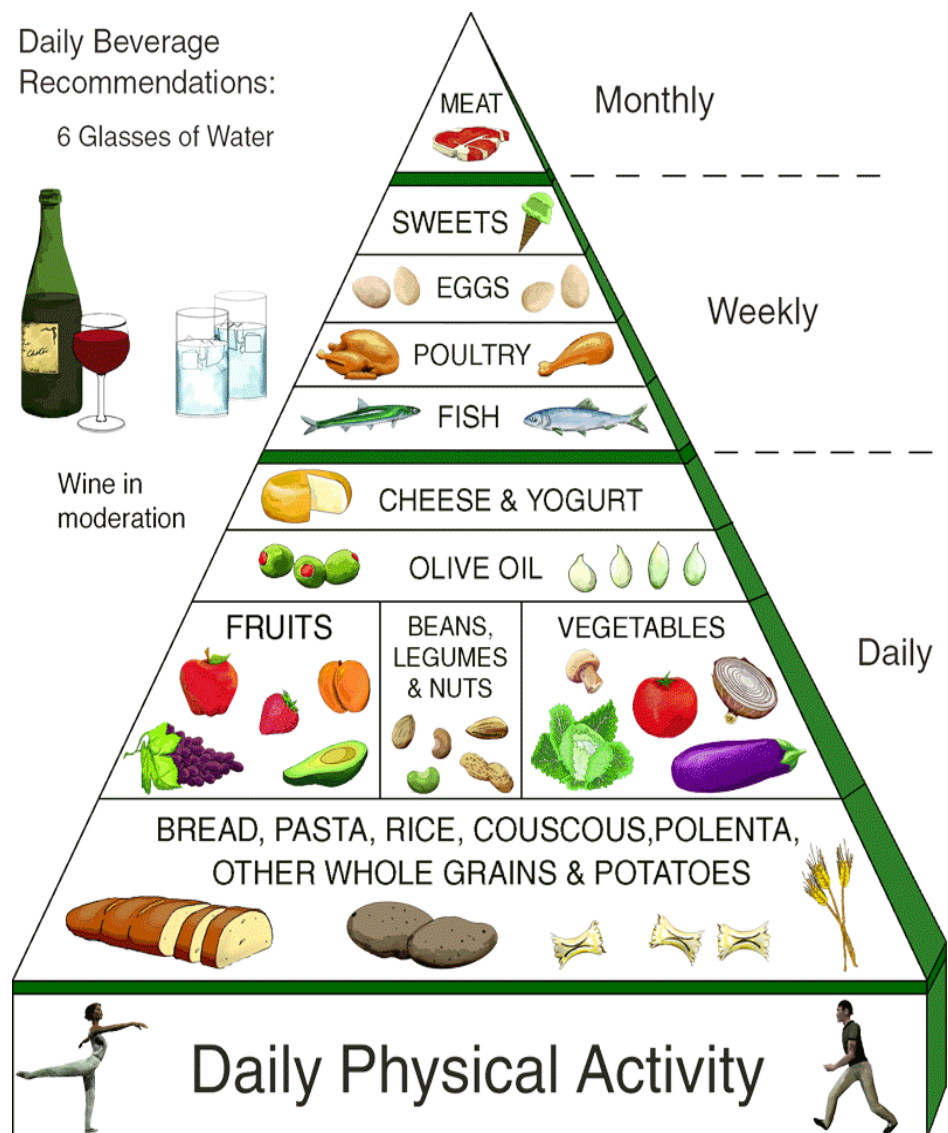 Daily Beverage
Recommendations:
6 Glasses of Water
Wine in
moderation
MEAT
Monthly
SWEETS
EGGS
POULTRY
FISH
Weekly
CHEESE & YOGURT
OLIVE OIL
FRUITS
BEANS,
LEGUMES
& NUTS
VEGETABLES
Daily
BREAD, PASTA, RICE, COUSCOUS,POLENTA,
OTHER WHOLE GRAINS & POTATOES
Daily Physical Activity